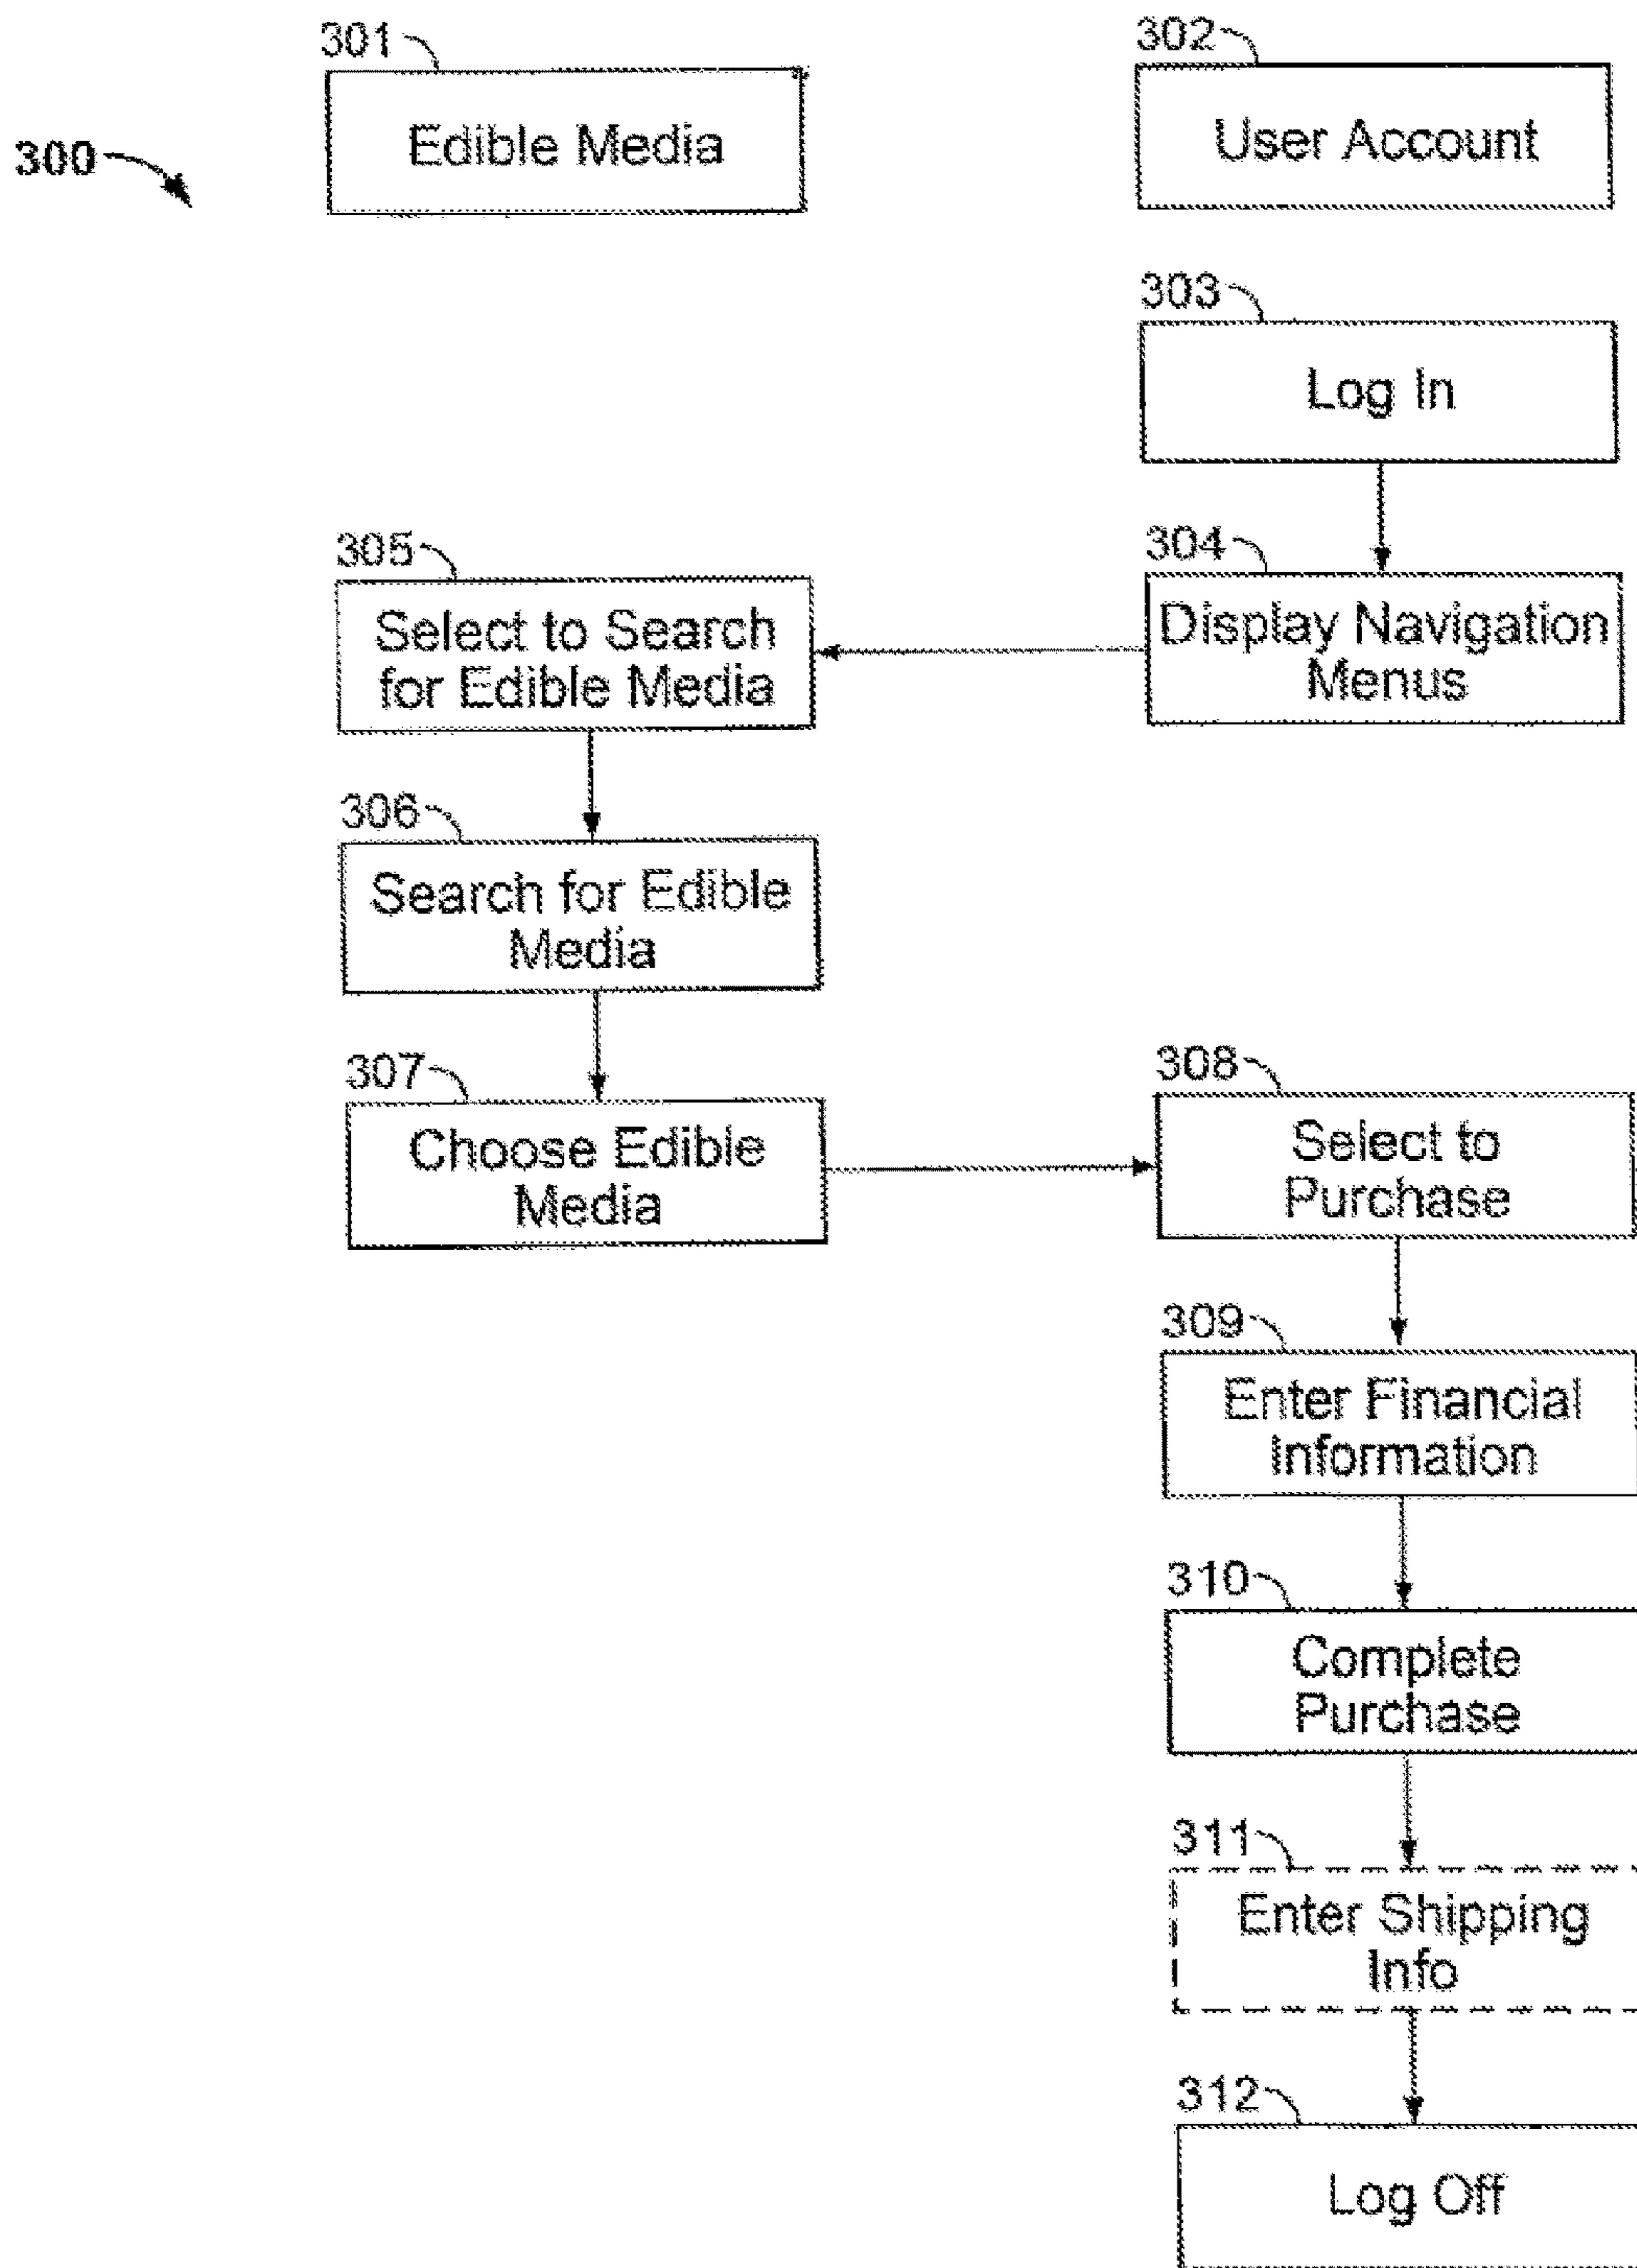 301
302
300
Edible Media
User Account
303
Log In
305
304
Select to Search
for Edible Media
Display Navigation
Menus
306
Search for Edible
Media
307
308
Choose Edible
Media
Select to
Purchase
309
Enter Financial
Information
310
Complete
Purchase
311
Enter Shipping
Info
312
Log Off